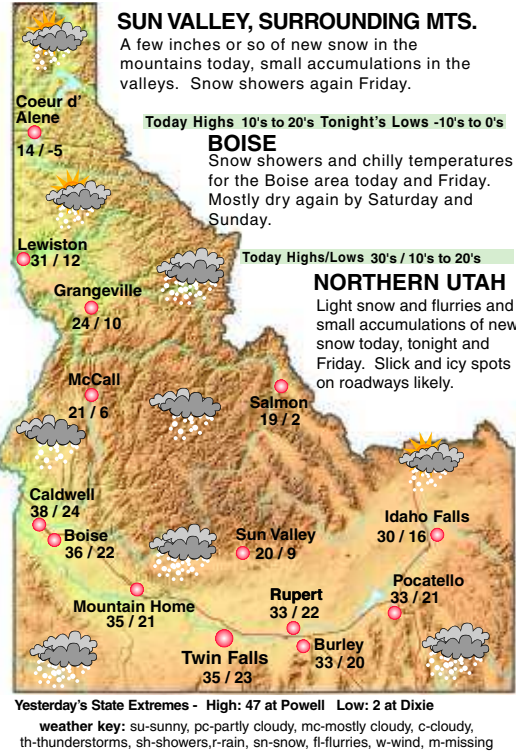 SUN VALLEY, SURROUNDING MTS.
A few inches or so of new snow in the
mountains today, small accumulations in the
valleys. Snow showers again Friday.
Today Highs 10's to 20's Tonight's Lows -10's to 0's
BOISE
Snow showers and chilly temperatures
for the Boise area today and Friday.
Mostly dry again by Saturday and
Sunday.
Today Highs/Lows 30's / 10's to 20's
NORTHERN UTAH
Light snow and flurries and
small accumulations of new
snow today, tonight and
Friday. Slick and icy spots
on roadways likely.
Coeur d'
Alene
14 / -5
Lewiston
31 / 12
Grangeville
24 / 10
McCall
21 / 6
Salmon
19 / 2
Caldwell
38 / 24
Boise
36 / 22
Sun Valley
20 / 9
Idaho Falls
30 / 16
Mountain Home
35 / 21
Rupert
33 / 22
Pocatello
33 / 21
Twin Falls
35 / 23
Burley
33 / 20
Yesterday's State Extremes - High: 47 at Powell Low: 2 at Dixie
weather key: su-sunny, pc-partly cloudy, mc-mostly cloudy, c-cloudy,
th-thunderstorms, sh-showers,r-rain, sn-snow, fl-flurries, w-wind, m-missing